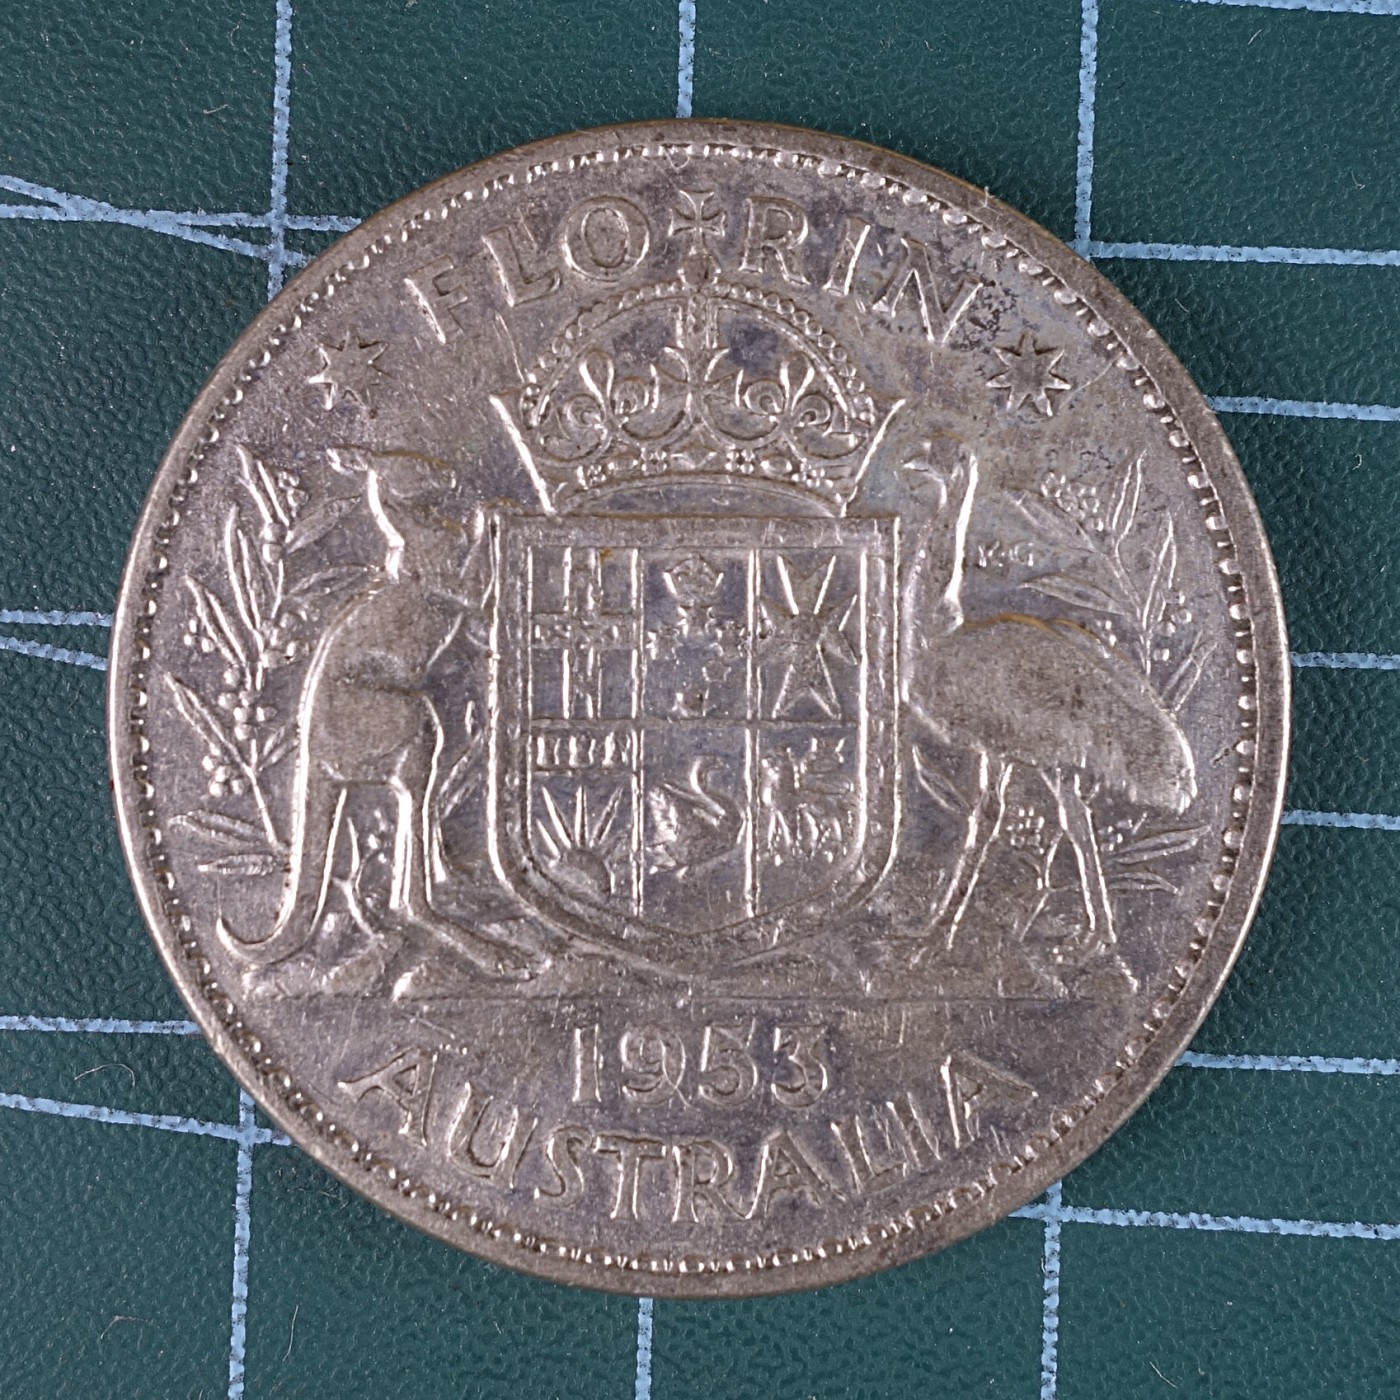 FLORIN
K·G
1953
AUSTRALIA